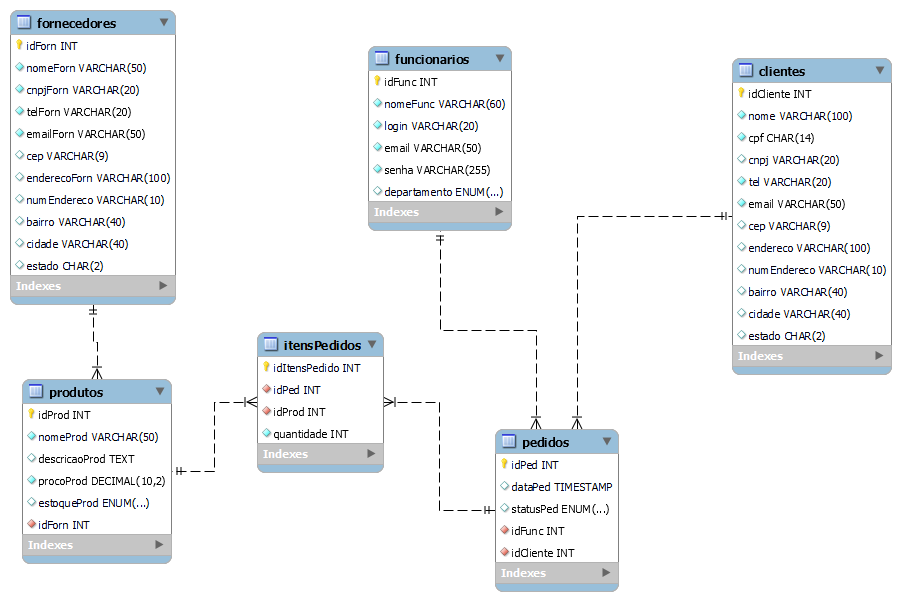 fornecedores
idForn INT
nomeForn VARCHAR(50)
cnpjForn VARCHAR(20)
telForn VARCHAR(20)
emailForn VARCHAR(50)
cep VARCHAR(9)
enderecoForn VARCHAR(100)
numEndereco VARCHAR(10)
bairro VARCHAR(40)
cidade VARCHAR(40)
estado CHAR(2)
Indexes
funcionarios
idFunc INT
nomeFunc VARCHAR(60)
login VARCHAR(20)
email VARCHAR(50)
senha VARCHAR(255)
departamento ENUM(...)
Indexes
clientes
idCliente INT
nome VARCHAR(100)
cpf CHAR(14)
cnpj VARCHAR(20)
tel VARCHAR(20)
email VARCHAR(50)
cep VARCHAR(9)
endereco VARCHAR(100)
numEndereco VARCHAR(10)
bairro VARCHAR(40)
cidade VARCHAR(40)
estado CHAR(2)
Indexes
itensPedidos
idItensPedido INT
idPed INT
idProd INT
quantidade INT
Indexes
produtos
idProd INT
nomeProd VARCHAR(50)
descricaoProd TEXT
procoProd DECIMAL(10,2)
estoqueProd ENUM(...)
idForn INT
Indexes
pedidos
idPed INT
dataPed TIMESTAMP
statusPed ENUM(...)
idFunc INT
idCliente INT
Indexes